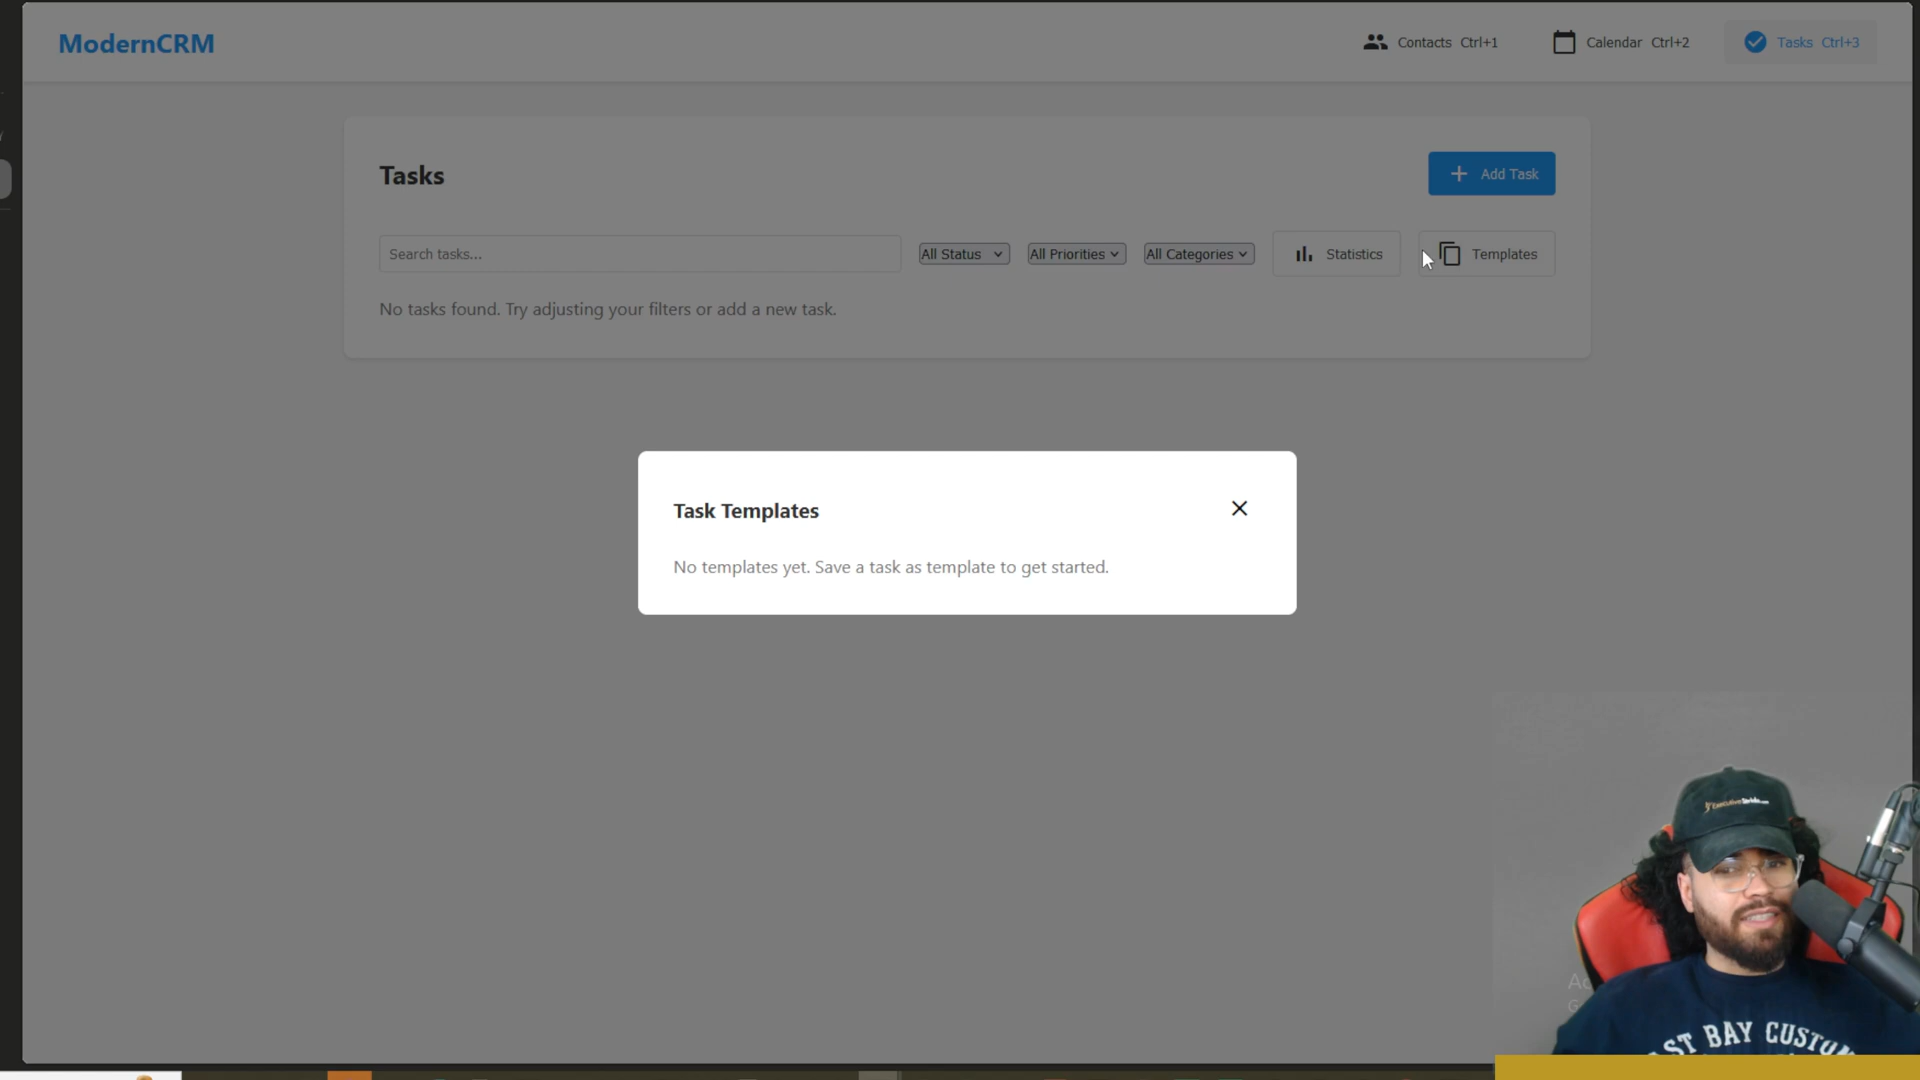 ModernCRM
Contacts Ctrl+1
Calendar Ctrl+2
Tasks Ctrl+3
Tasks
Add Task
Search tasks...
All Status
All Priorities
All Categories
Statistics
Templates
No tasks found. Try adjusting your filters or add a new task.
Task Templates
No templates yet. Save a task as template to get started.
BAY